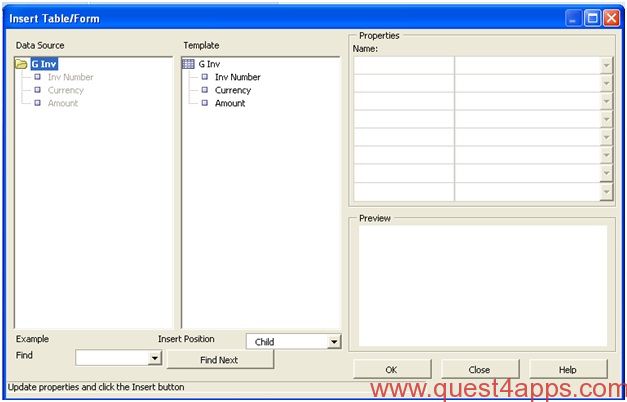 Insert Table/Form
Data Source
G Inv
Inv Number
Currency
Amount
Template
G Inv
Inv Number
Currency
Amount
Properties
Name:
Preview
Example
Find
Insert Position
Child
Find Next
OK
Close
Help
Update properties and click the Insert button
www.quest4apps.com